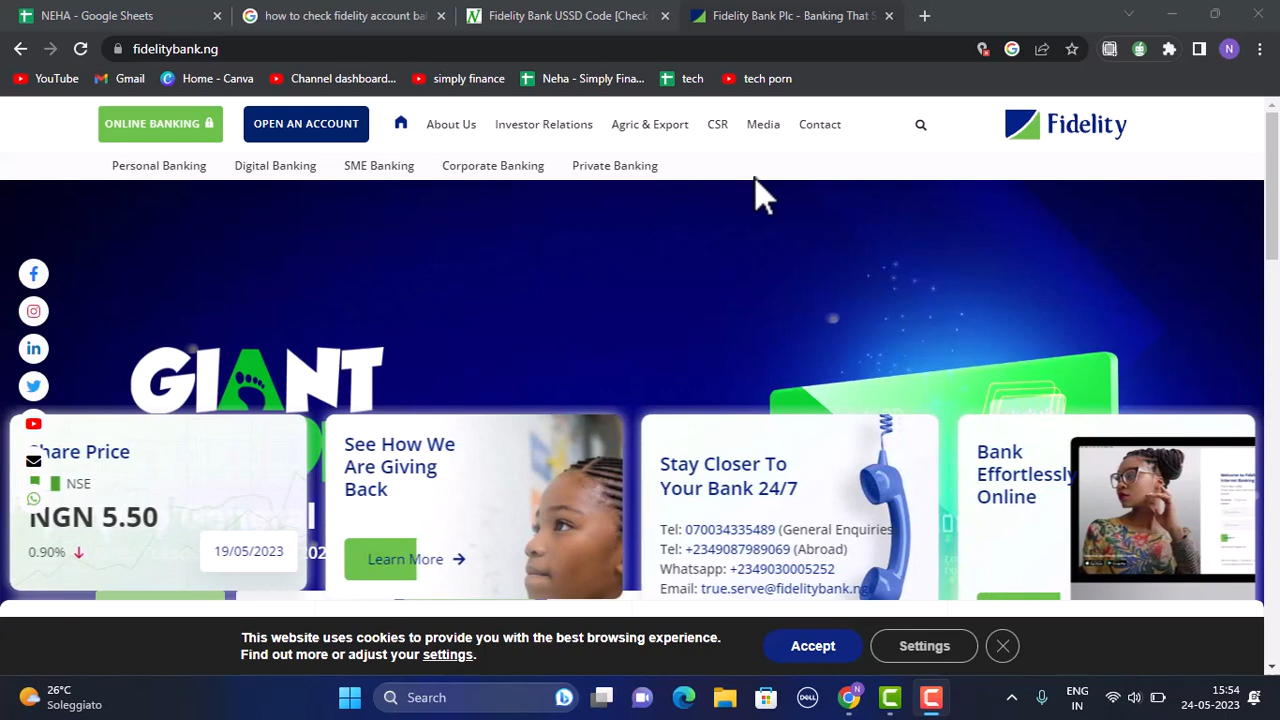 NEHA - Google Sheets
how to check fidelity account bal
Fidelity Bank USSD Code [Check
Fidelity Bank Plc - Banking That S
fidelitybank.ng
N
YouTube
Gmail
Home - Canva
Channel dashboard...
simply finance
Neha - Simply Fina...
tech
tech porn
ONLINE BANKING
OPEN AN ACCOUNT
About Us
Investor Relations
Agric & Export
CSR
Media
Contact
Fidelity
Personal Banking
Digital Banking
SME Banking
Corporate Banking
Private Banking
GIANT
Share Price
NSE
NGN 5.50
0.90%
19/05/2023
See How We
Are Giving
Back
Learn More
Stay Closer To
Your Bank 24/7
Tel: 070034335489 (General Enquiries
Tel: +2349087989069 (Abroad)
Whatsapp: +2349030005252
Email: true.serve@fidelitybank.ng
Bank
Effortlessly
Online
This website uses cookies to provide you with the best browsing experience.
Find out more or adjust your settings.
Accept
Settings
26°C
Soleggiato
Search
DELL
ENG
IN
15:54
24-05-2023